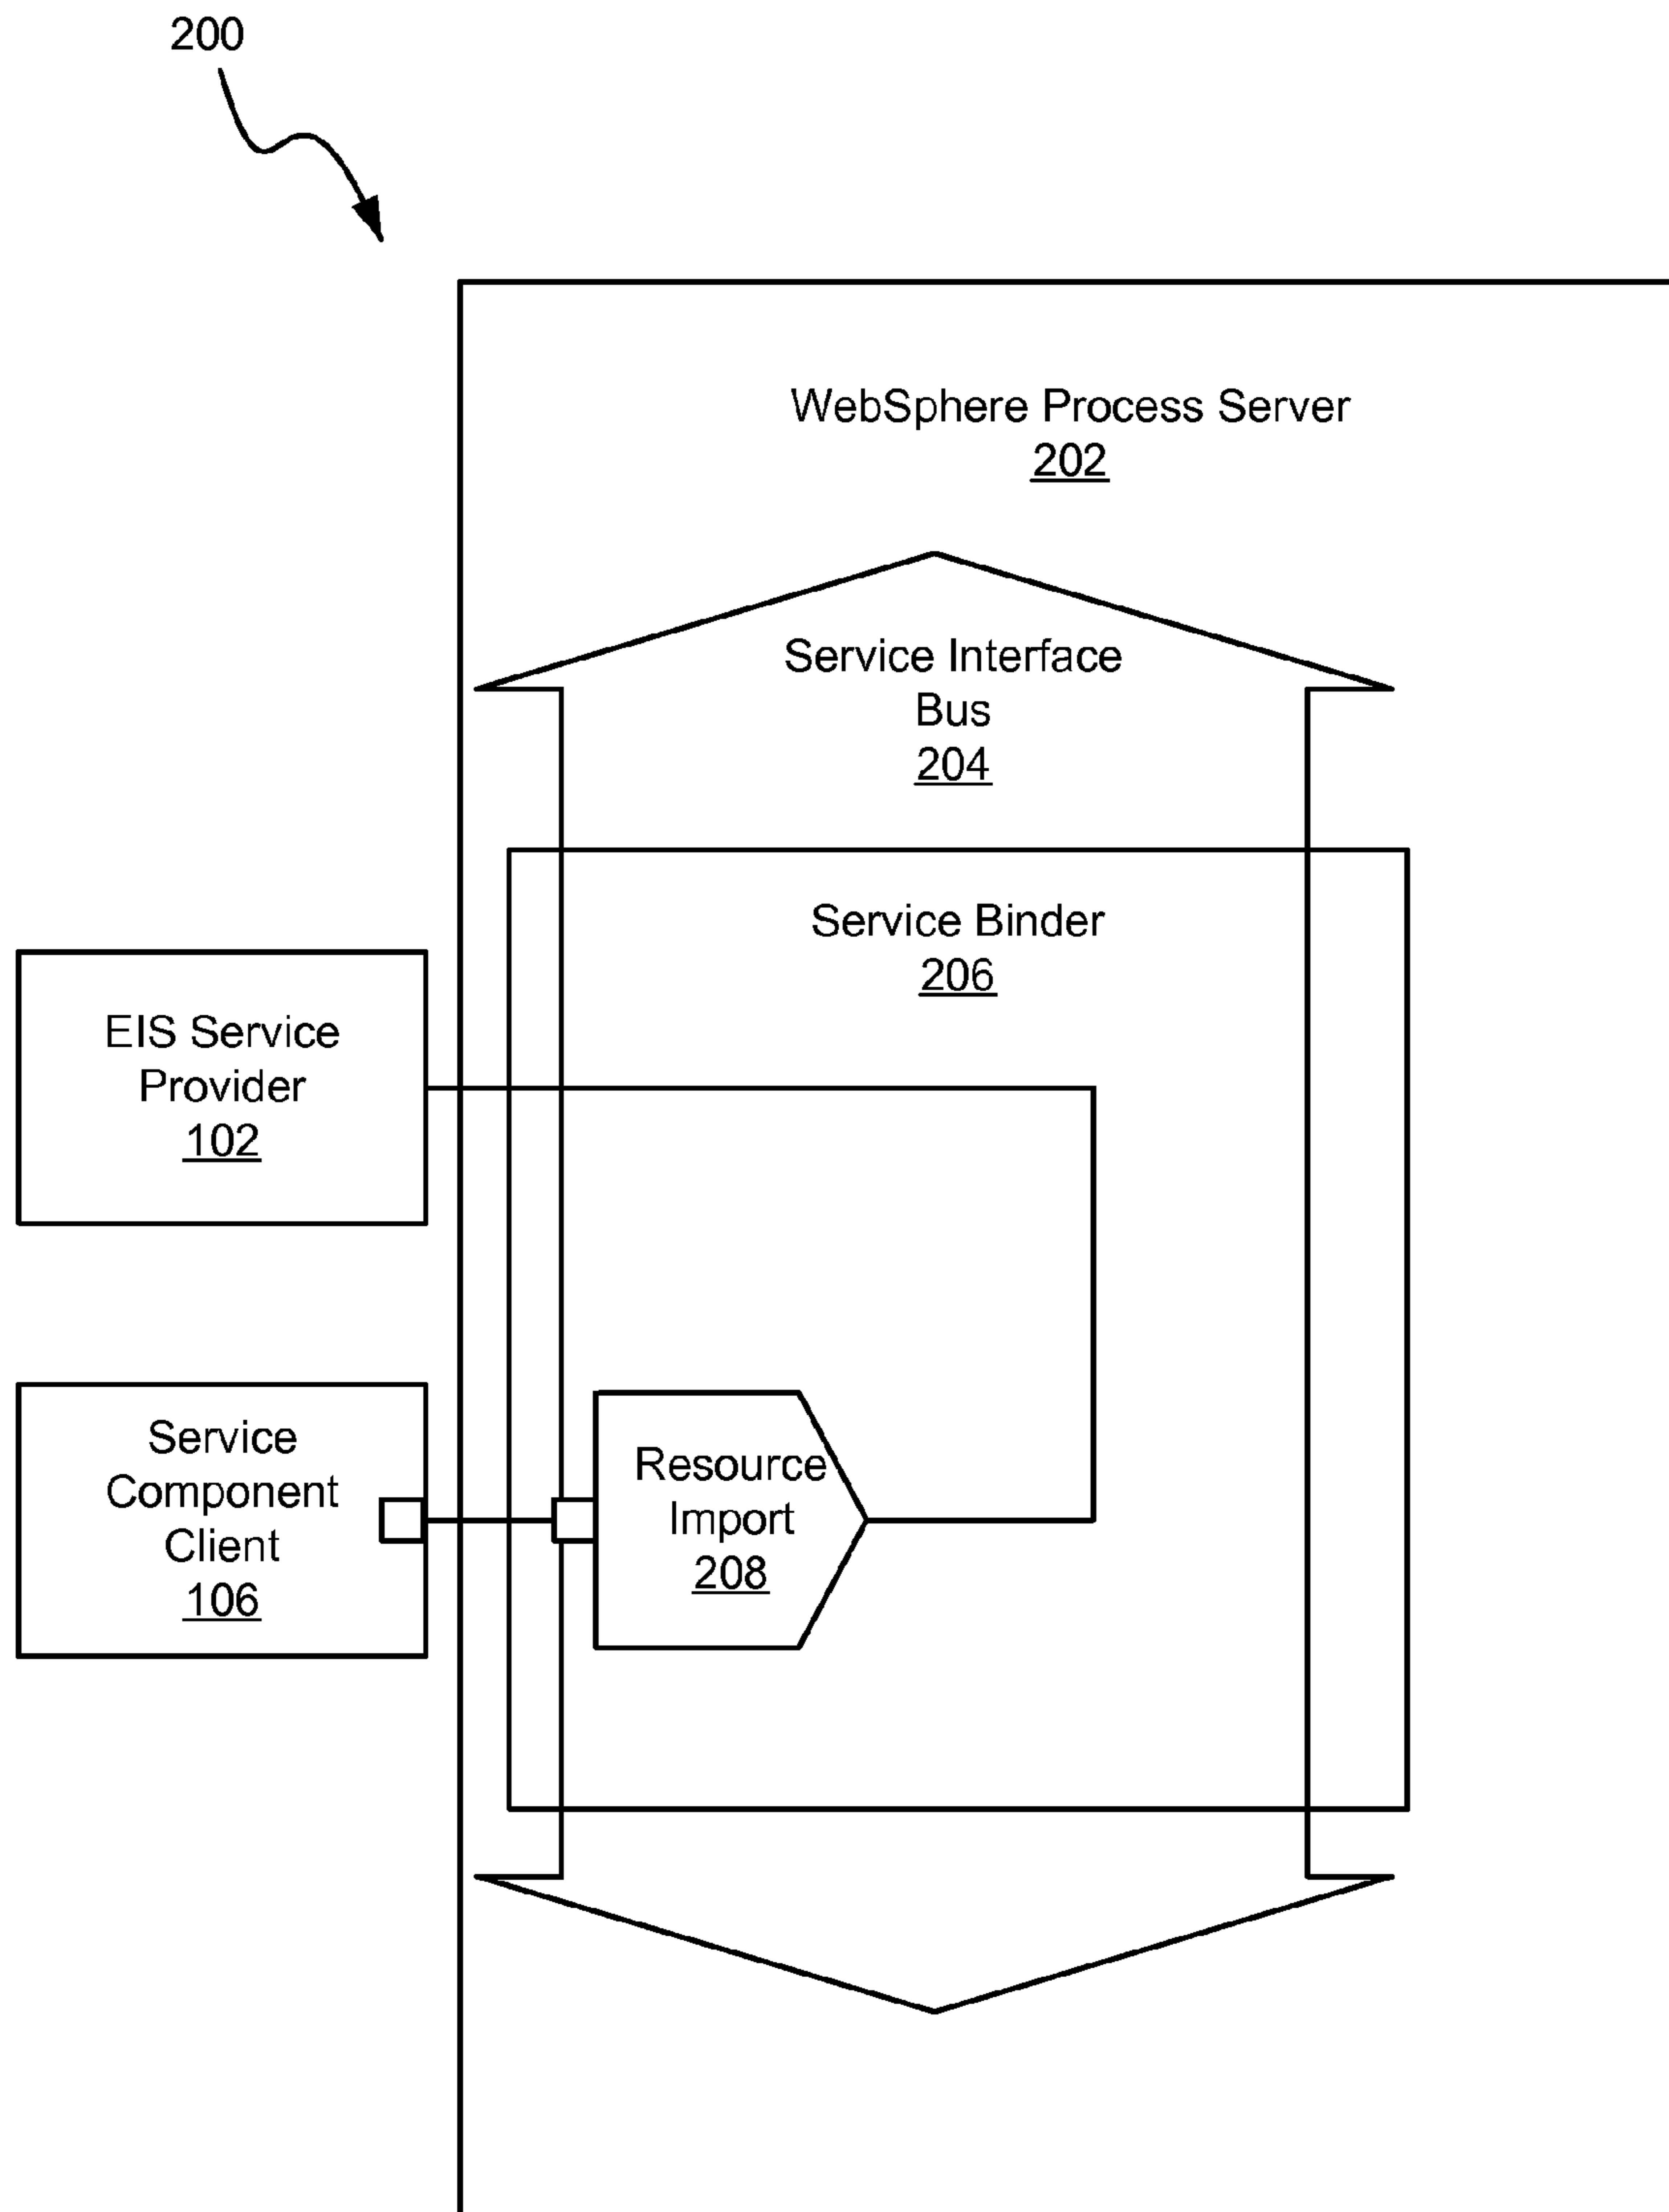 200
WebSphere Process Server
202
Service Interface
Bus
204
Service Binder
206
EIS Service
Provider
102
Service
Component
Client
106
Resource
Import
208